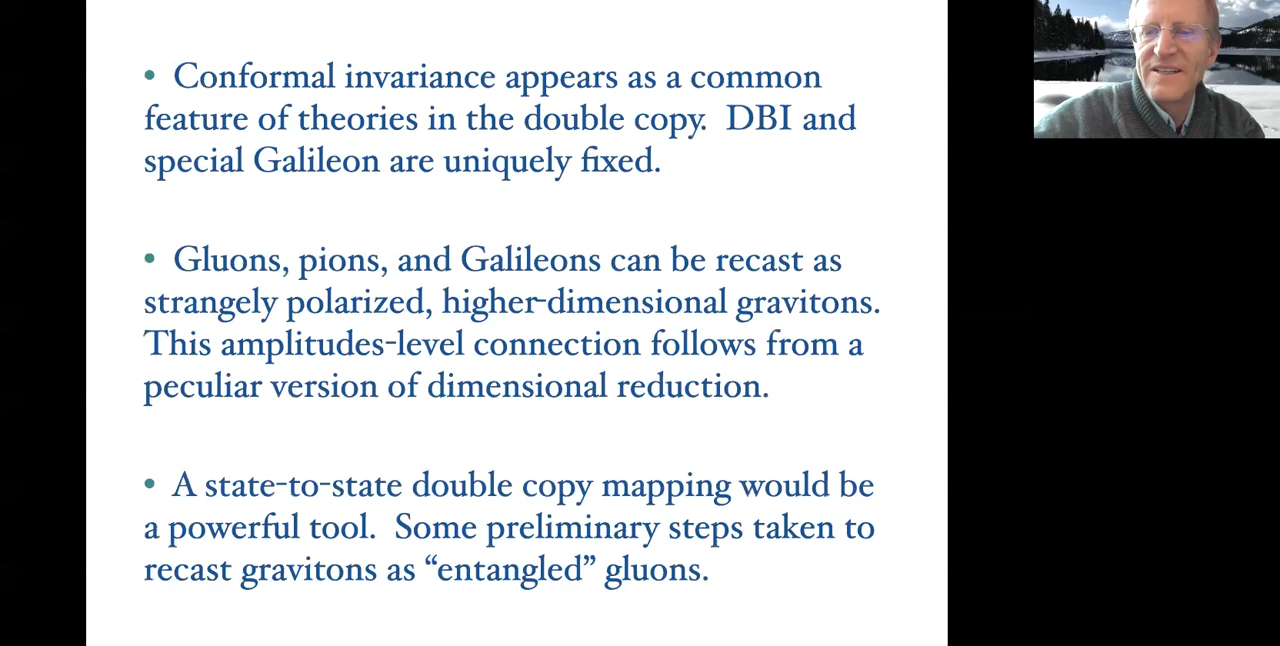 • Conformal invariance appears as a common
feature of theories in the double copy. DBI and
special Galileon are uniquely fixed.
• Gluons, pions, and Galileons can be recast as
strangely polarized, higher-dimensional gravitons.
This amplitudes-level connection follows from a
peculiar version of dimensional reduction.
• A state-to-state double copy mapping would be
a powerful tool. Some preliminary steps taken to
recast gravitons as “entangled” gluons.